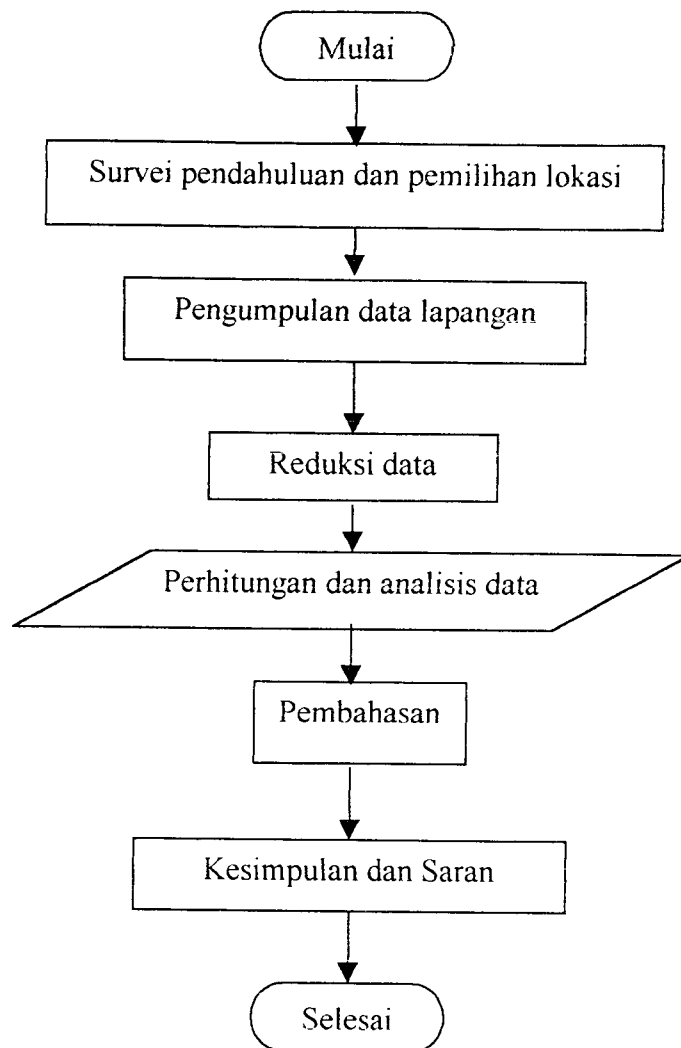 Mulai
Survei pendahuluan dan pemilihan lokasi
Pengumpulan data lapangan
Reduksi data
Perhitungan dan analisis data
Pembahasan
Kesimpulan dan Saran
Selesai